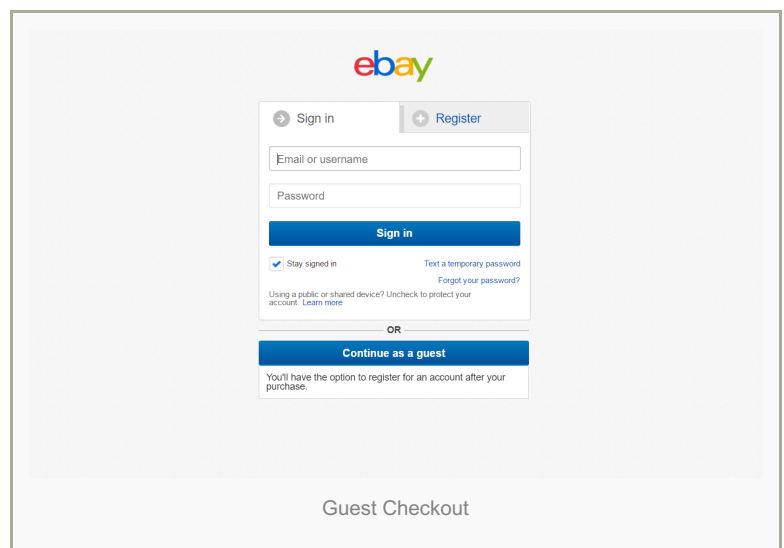 ebay
Sign in
Register
Email or username
Password
Sign in
Stay signed in
Text a temporary password
Forgot your password?
Using a public or shared device? Uncheck to protect your
account. Learn more
OR
Continue as a guest
You'll have the option to register for an account after your
purchase.
Guest Checkout